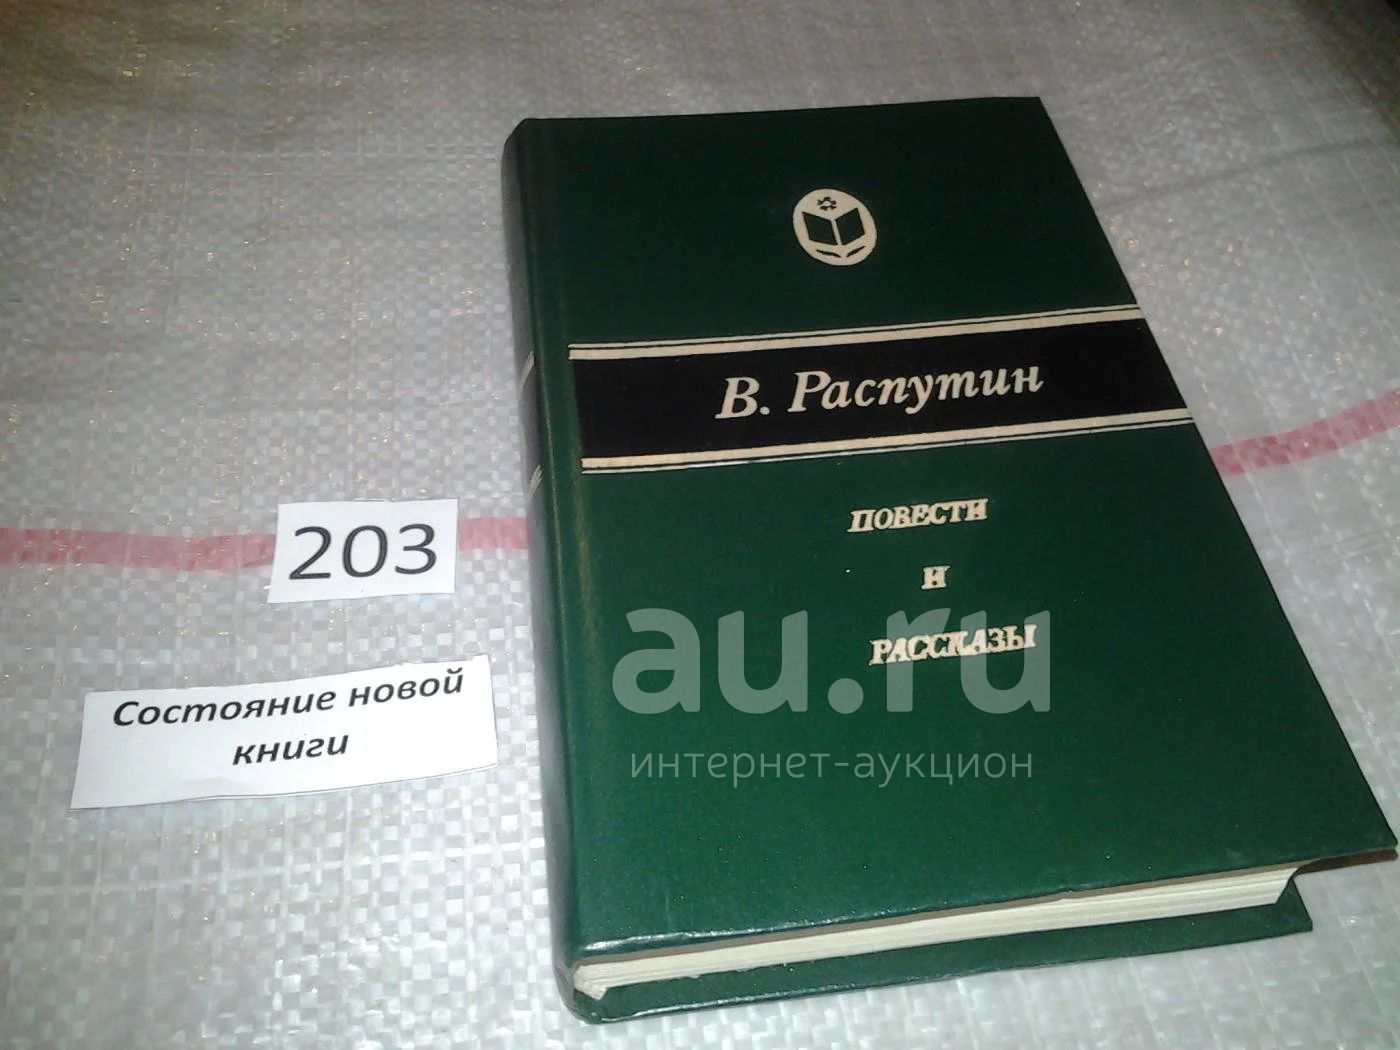 В. Распутин
ПОВЕСТИ
И
РАССКАЗЫ
203
Состояние новой
книги
au.ru
интернет-аукцион